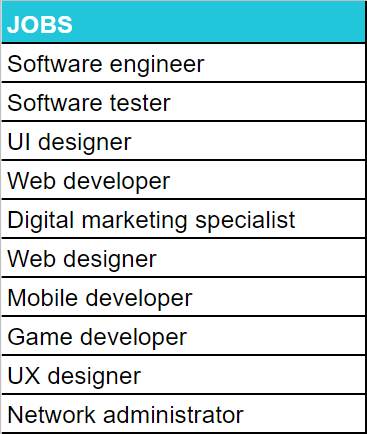 JOBS
Software engineer
Software tester
UI designer
Web developer
Digital marketing specialist
Web designer
Mobile developer
Game developer
UX designer
Network administrator